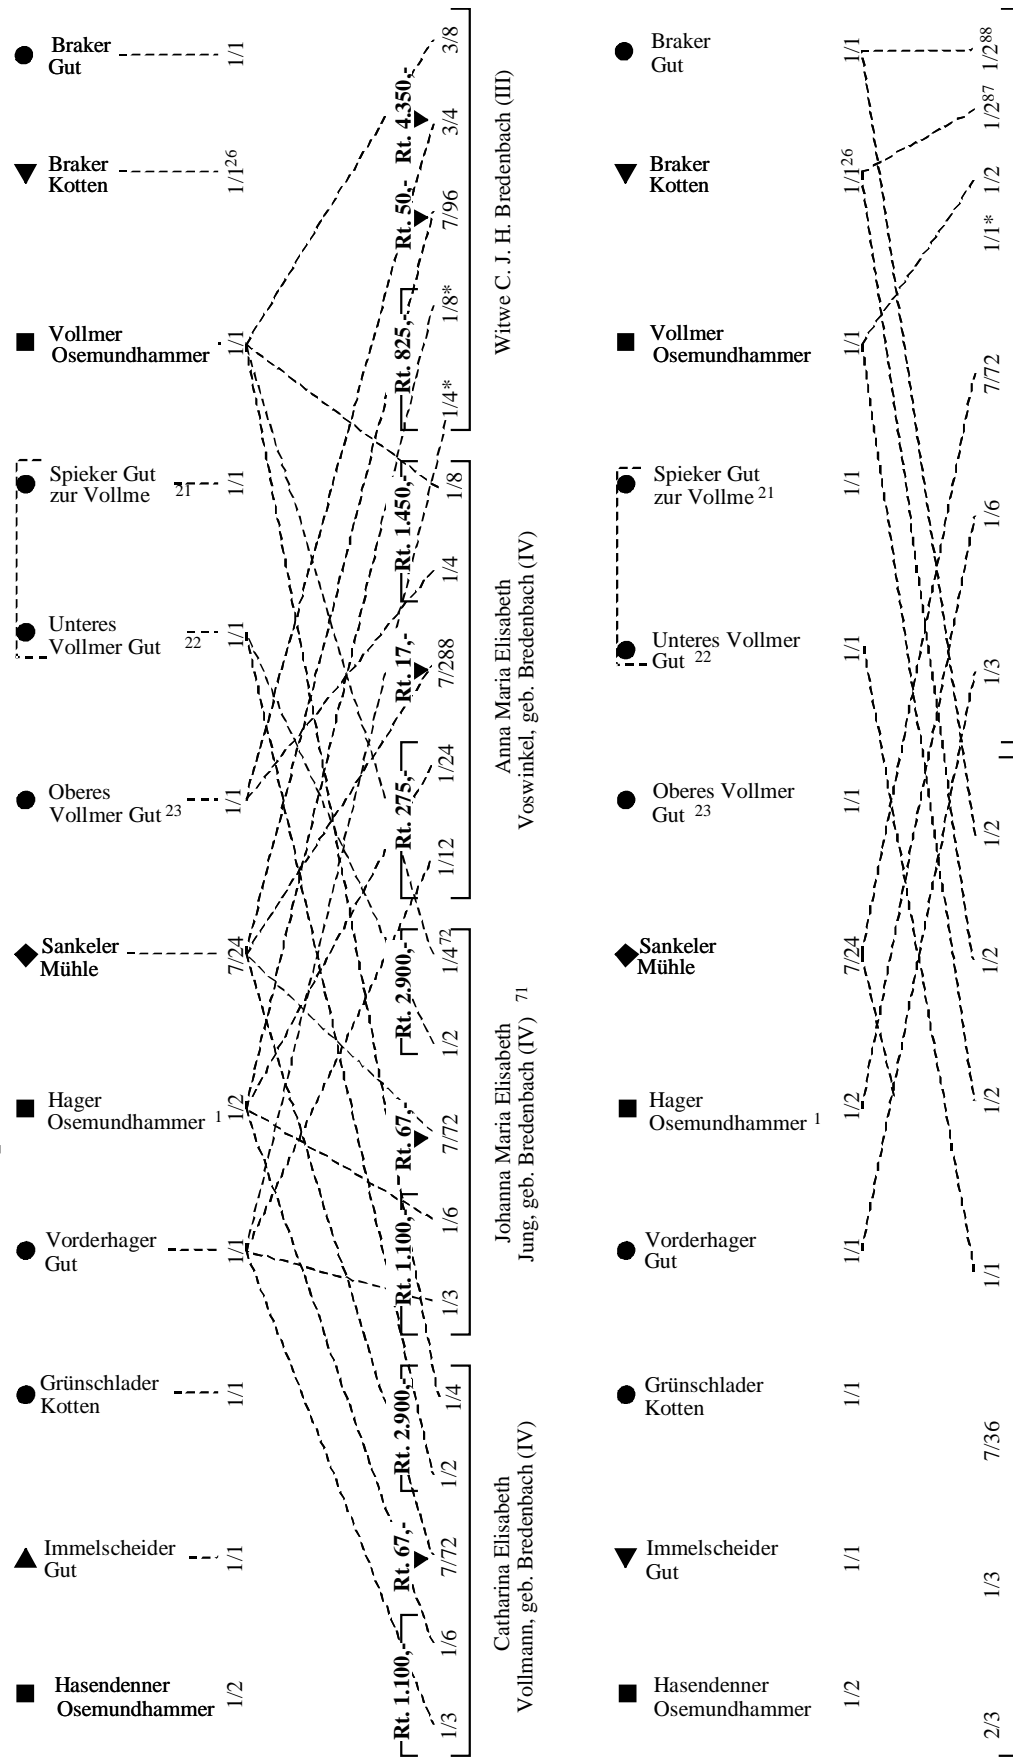 Braker
Gut
1/1
Braker
Kotten
1/1 26
Vollmer
Osemundhammer
1/1
Spieker Gut
zur Vollme 21
1/1
Unteres
Vollmer Gut 22
1/1
Oberes
Vollmer Gut 23
1/1
Sankeler
Mühle
7/24
Hager
Osemundhammer 1
1/2
Vorderhager
Gut
1/1
Grünschlader
Kotten
1/1
Immelscheider
Gut
1/1
Hasendenner
Osemundhammer
1/2
Rt. 4.350,-
Rt. 50,-
Rt. 825,-
Rt. 1.450,-
Rt. 17,-
Rt. 275,-
Rt. 2.900,-
Rt. 67,-
Rt. 1.100,-
Rt. 2.900,-
Rt. 67,-
Rt. 1.100,-
3/8
3/4
7/96
1/8*
1/4*
1/8
1/4
7/288
1/24
1/12
1/4 72
1/2
7/72
1/6
1/3
1/4
1/2
7/72
1/6
1/3
Witwe C. J. H. Bredenbach (III)
Anna Maria Elisabeth
Voswinkel, geb. Bredenbach (IV)
Johanna Maria Elisabeth
Jung, geb. Bredenbach (IV) 71
Catharina Elisabeth
Vollmann, geb. Bredenbach (IV)
Braker
Gut
1/1
Braker
Kotten
1/1 26
Vollmer
Osemundhammer
1/1
Spieker Gut
zur Vollme 21
1/1
Unteres Vollmer
Gut 22
1/1
Oberes Vollmer
Gut 23
1/1
Sankeler
Mühle
7/24
Hager
Osemundhammer 1
1/2
Vorderhager
Gut
1/1
Grünschlader
Kotten
1/1
Immelscheider
Gut
1/1
Hasendenner
Osemundhammer
1/2
1/2 88
1/2 87
1/2
1/1*
7/72
1/6
1/3
1/2
1/2
1/2
1/1
7/36
1/3
2/3